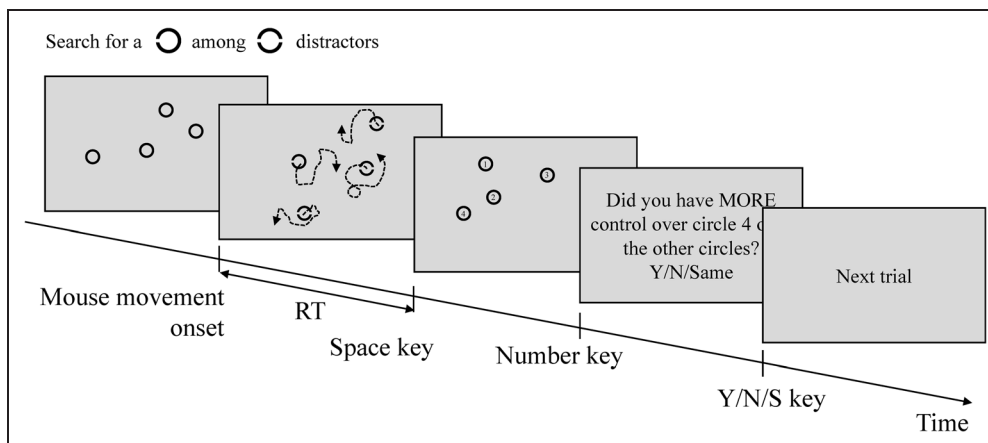 Search for a among distractors
1
3
2
4
Did you have MORE
control over circle 4 o
the other circles?
Y/N/Same
Next trial
Mouse movement
onset
RT
Space key
Number key
Y/N/S key
Time